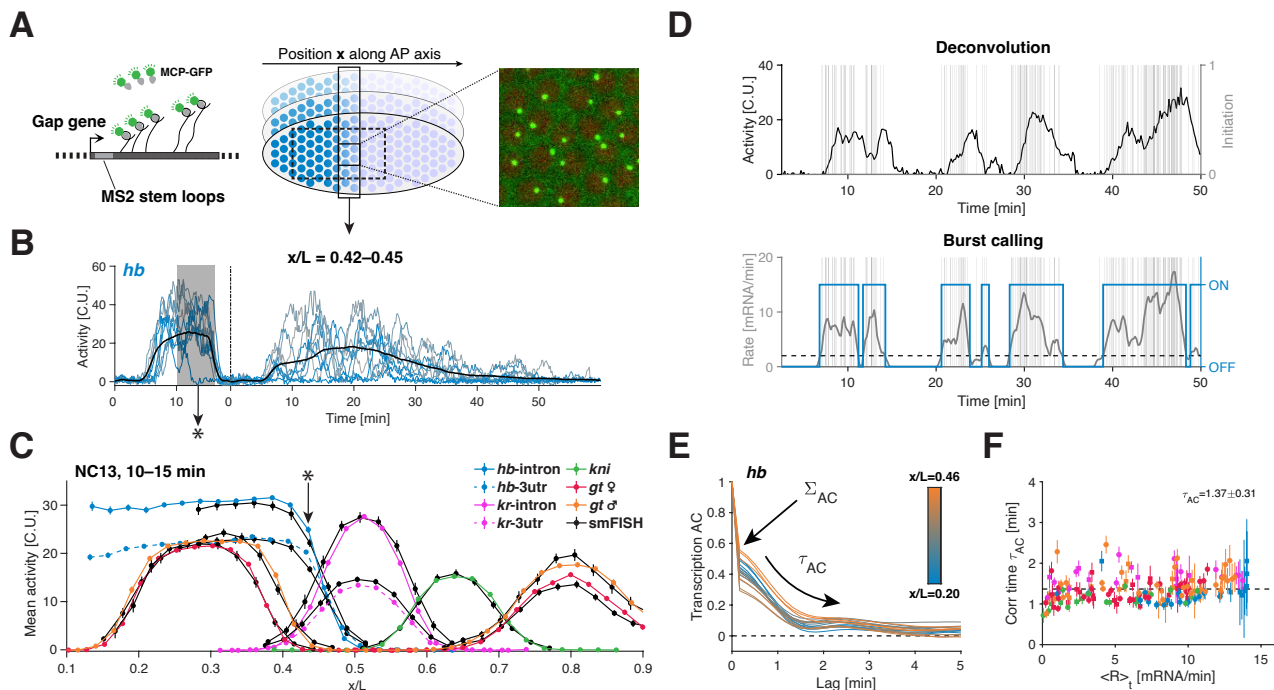 A
MCP-GFP
Gap gene
MS2 stem loops
Position x along AP axis
B
hb
x/L = 0.42–0.45
Activity [C.U.]
60
40
20
0
0 10 0 10 20 30 40 50
Time [min]
*
C
NC13, 10–15 min
*
hb-intron
hb-3utr
kr-intron
kr-3utr
kni
gt ♀
gt ♂
smFISH
Mean activity [C.U.]
30
20
10
0
0.1 0.2 0.3 0.4 0.5 0.6 0.7 0.8 0.9
x/L
D
Deconvolution
Activity [C.U.]
40
20
0
Initiation
1
0
10 20 30 40 50
Time [min]
Burst calling
Rate [mRNA/min]
20
10
0
ON
OFF
10 20 30 40 50
Time [min]
E
hb
Transcription AC
1
0.8
0.6
0.4
0.2
0
Σ_AC
τ_AC
x/L=0.46
x/L=0.20
0 1 2 3 4 5
Lag [min]
F
τ_AC=1.37±0.31
Corr time τ_AC [min]
4
3
2
1
0
0 5 10 15
<R>_t [mRNA/min]